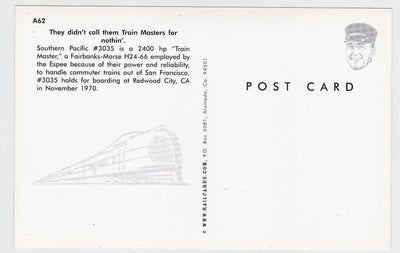 A62
They didn't call them Train Masters for
nothin'.
Southern Pacific #3035 is a 2400 hp "Train
Master," a Fairbanks-Morse H24-66 employed by
the Espee because of their power and reliability,
to handle commuter trains out of San Francisco.
#3035 holds for boarding at Redwood City, CA
in November 1970.
© WWW.RAILCARDS.COM, P.O. Box 3081, Alameda, Ca. 94501
POST CARD